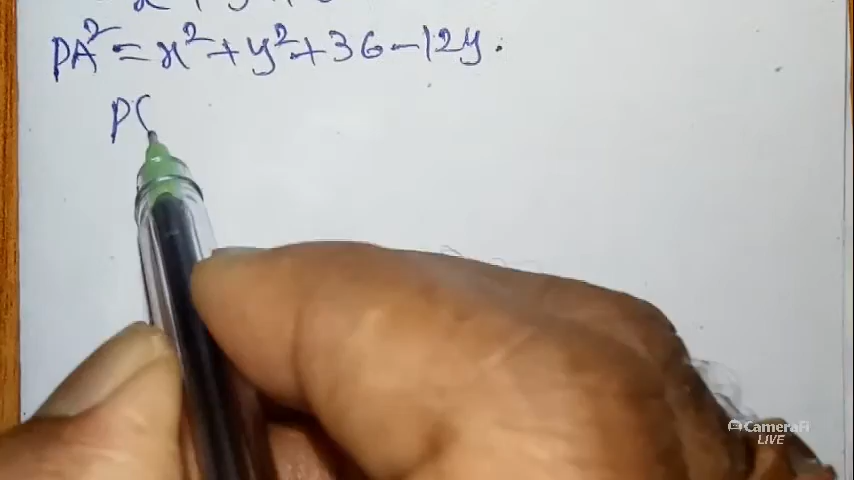 PA² = x² + y² + 36 - 12y.
P(
CameraFi
LIVE